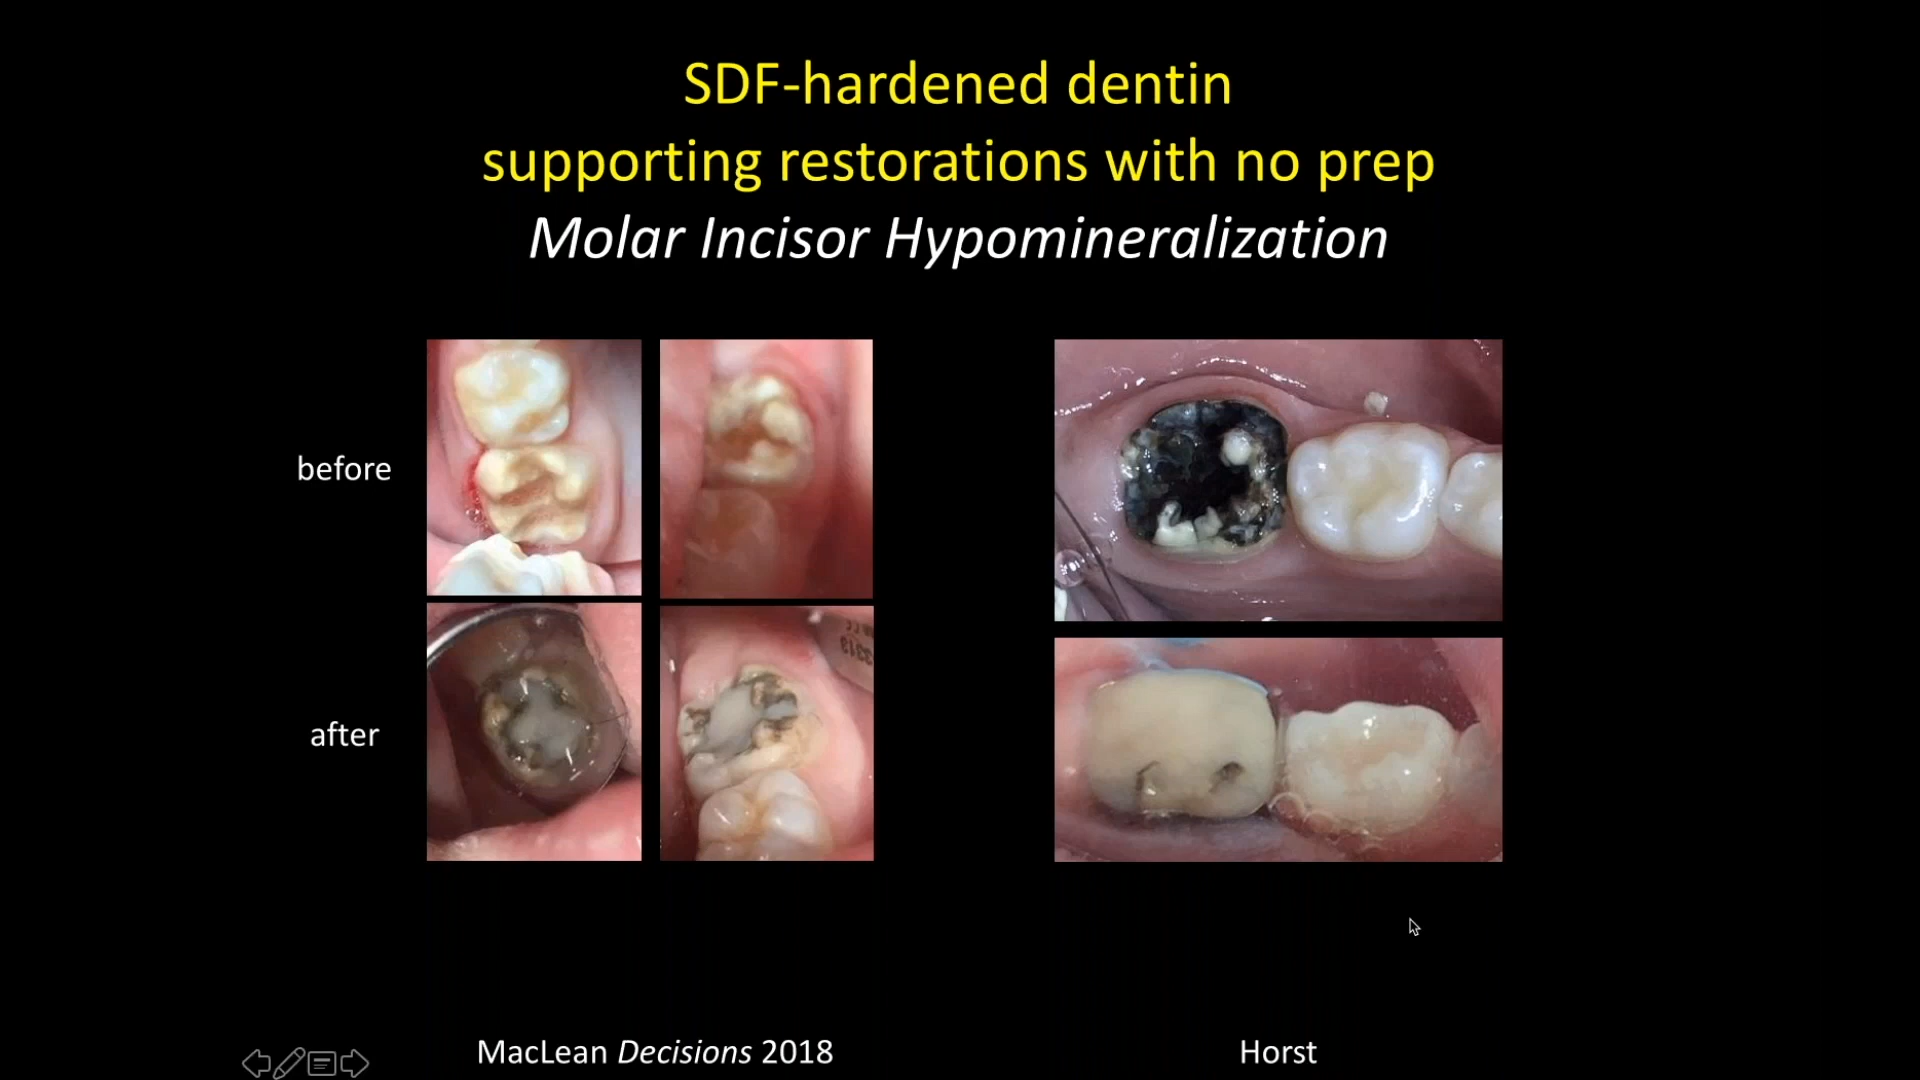 SDF-hardened dentin
supporting restorations with no prep
Molar Incisor Hypomineralization
before
after
MacLean Decisions 2018
Horst